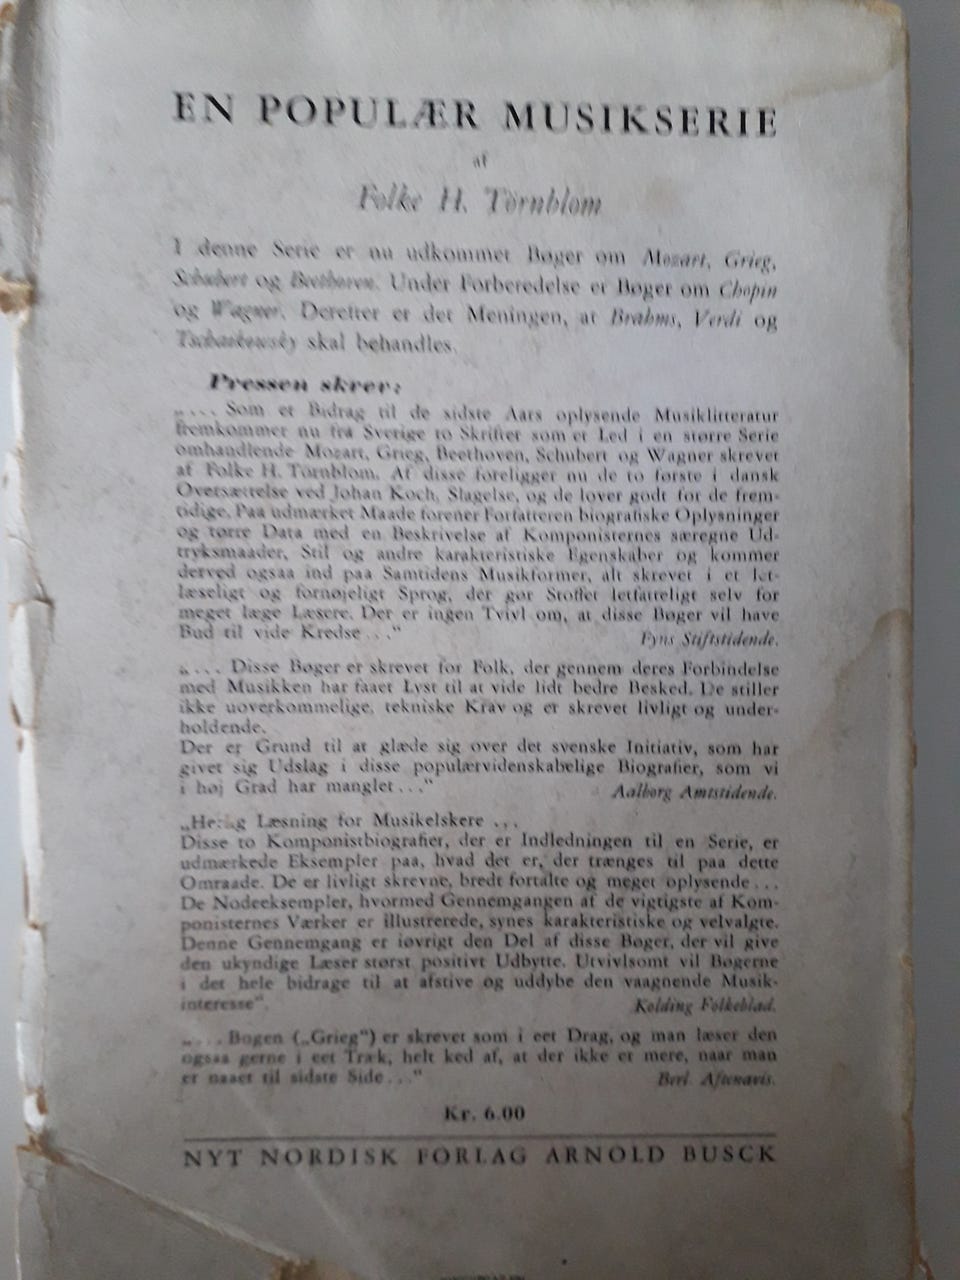 EN POPULÆR MUSIKSERIE
af
Folke H. Törnblom
I denne Serie er nu udkommet Bøger om Mozart, Grieg,
Schubert og Beethoven. Under Forberedelse er Bøger om Chopin
og Wagner. Derefter er det Meningen, at Brahms, Verdi og
Tschaikowsky skal behandles.
Pressen skrev:
„... Som et Bidrag til de sidste Aars oplysende Musiklitteratur
fremkommer nu fra Sverige to Skrifter som et Led i en større Serie
omhandlende Mozart, Grieg, Beethoven, Schubert og Wagner skrevet
af Folke H. Törnblom. Af disse foreligger nu de to første i dansk
Oversættelse ved Johan Koch, Slagelse, og de lover godt for de frem-
tidige. Paa udmærket Maade forener Forfatteren biografiske Oplysninger
og tørre Data med en Beskrivelse af Komponisternes særegne Ud-
tryksmaader, Stil og andre karakteristiske Egenskaber og kommer
derved ogsaa ind paa Samtidens Musikformer, alt skrevet i et let-
læseligt og fornøjeligt Sprog, der gør Stoffet letfatteligt selv for
meget læge Læsere. Der er ingen Tvivl om, at disse Bøger vil have
Bud til vide Kredse ...“
Fyns Stiftstidende.
„... Disse Bøger er skrevet for Folk, der gennem deres Forbindelse
med Musikken har faaet Lyst til at vide lidt bedre Besked. De stiller
ikke uoverkommelige, tekniske Krav og er skrevet livligt og under-
holdende.
Der er Grund til at glæde sig over det svenske Initiativ, som har
givet sig Udslag i disse populærvidenskabelige Biografier, som vi
i høj Grad har manglet ...“
Aalborg Amtstidende.
Læsning for Musikelskere ...
Disse to Komponistbiografier, der er Indledningen til en Serie, er
udmærkede Eksempler paa, hvad det er, der trænges til paa dette
Omraade. De er livligt skrevne, bredt fortalte og meget oplysende ...
De Nodeeksempler, hvormed Gennemgangen af de vigtigste af Kom-
ponisternes Værker er illustrerede, synes karakteristiske og velvalgte.
Denne Gennemgang er iøvrigt den Del af disse Bøger, der vil give
den ukyndige Læser størst positivt Udbytte. Utvivlsomt vil Bøgerne
i det hele bidrage til at afstive og uddybe den vaagnende Musik-
interesse“.
Kolding Folkeblad.
„... Bogen („Grieg“) er skrevet som i eet Drag, og man læser den
ogsaa gerne i eet Træk, helt ked af, at der ikke er mere, naar man
er naaet til sidste Side ...“
Berl. Aftenavis.
Kr. 6.00
NYT NORDISK FORLAG ARNOLD BUSCK